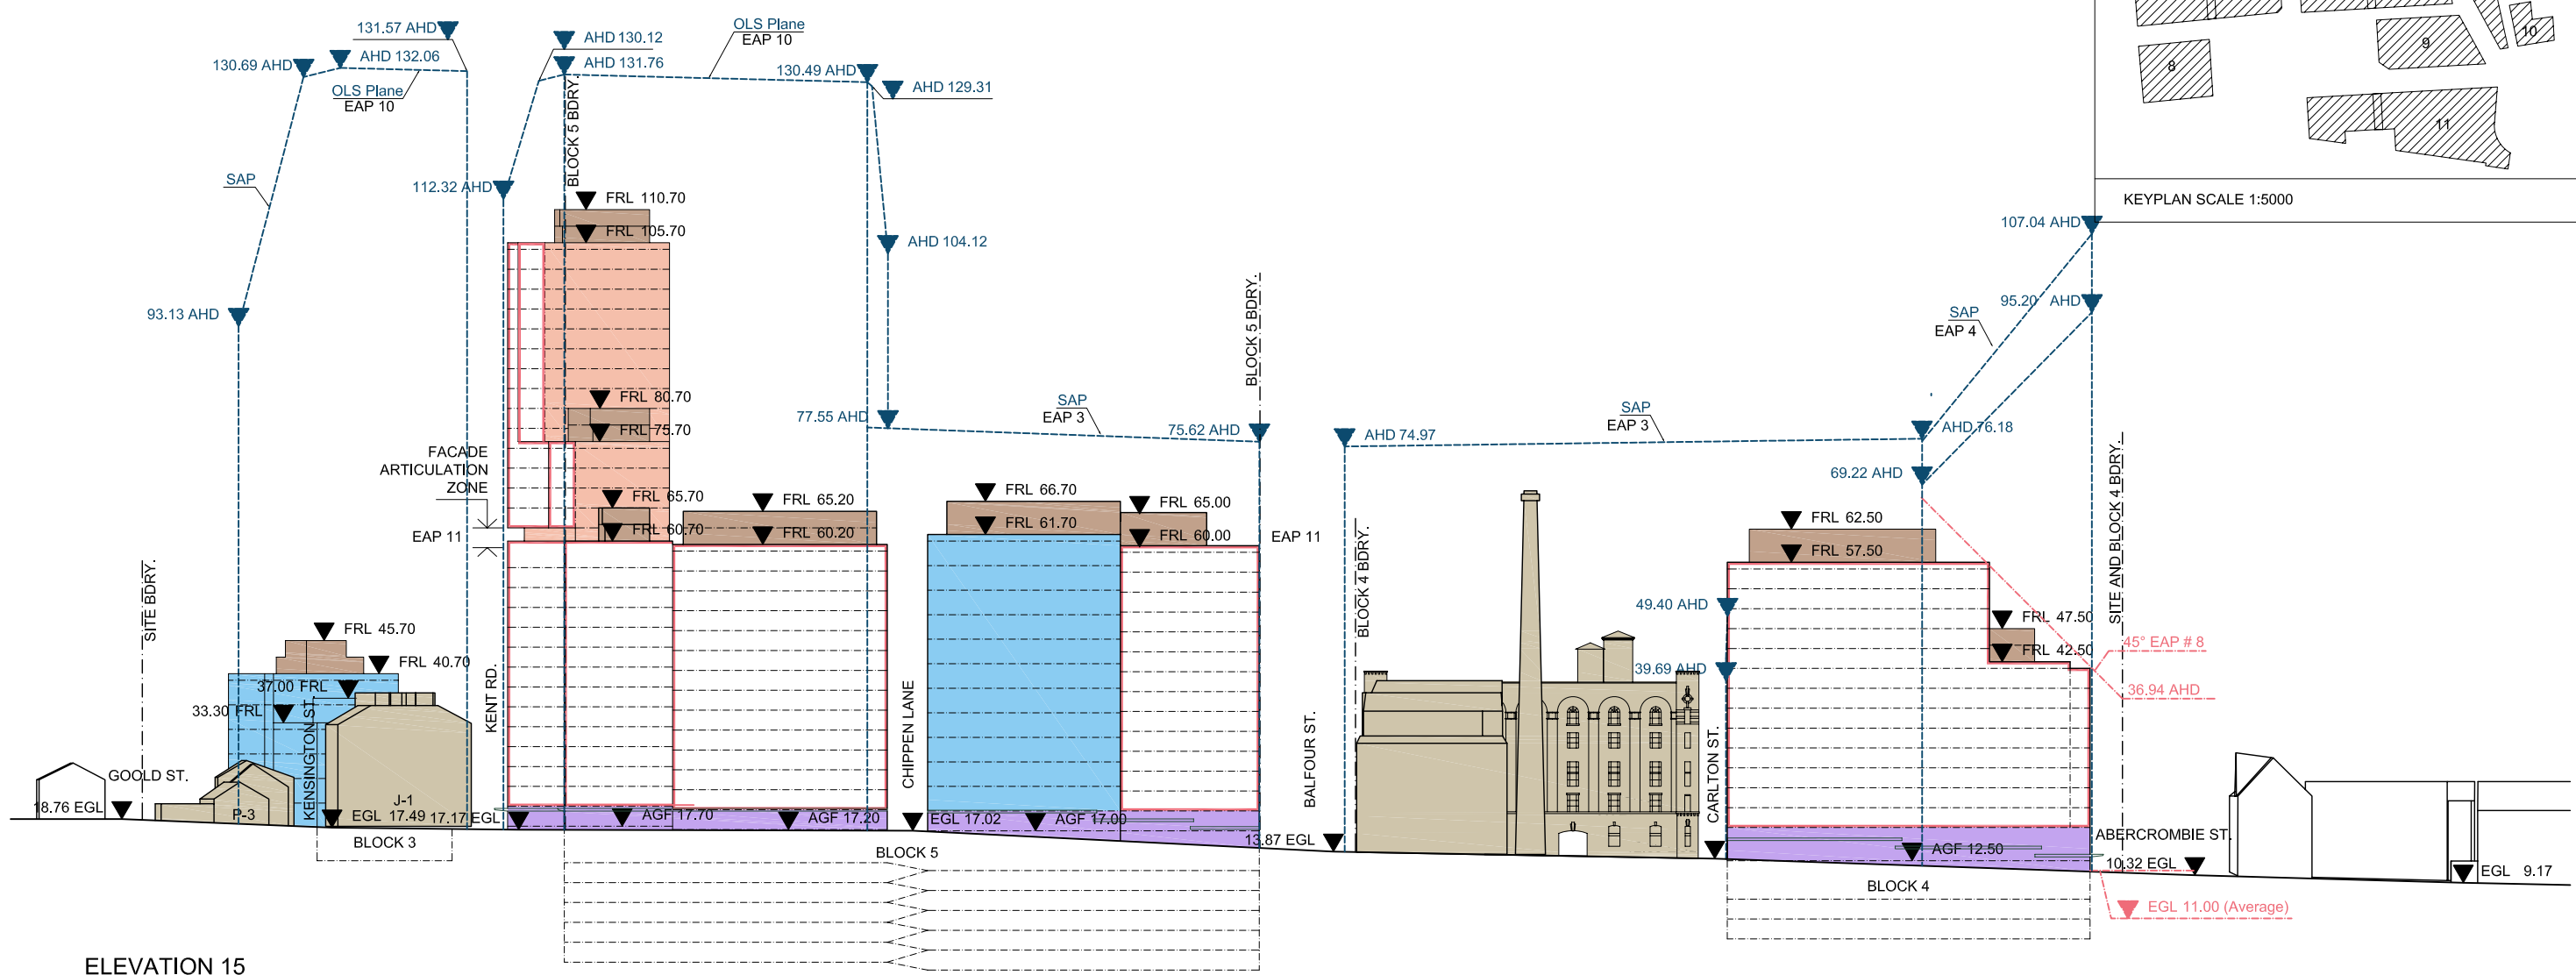 131.57 AHD
130.69 AHD
AHD 132.06
OLS Plane
EAP 10
SAP
93.13 AHD
AHD 130.12
AHD 131.76
OLS Plane
EAP 10
130.49 AHD
AHD 129.31
112.32 AHD
BLOCK 5 BDRY.
FRL 110.70
FRL 105.70
AHD 104.12
FRL 80.70
FRL 75.70
77.55 AHD
SAP
EAP 3
75.62 AHD
BLOCK 5 BDRY.
FACADE
ARTICULATION
ZONE
EAP 11
FRL 65.70
FRL 60.70
FRL 65.20
FRL 60.20
FRL 66.70
FRL 61.70
FRL 65.00
FRL 60.00
EAP 11
AHD 74.97
SAP
EAP 3
AHD 76.18
69.22 AHD
SAP
EAP 4
107.04 AHD
95.20 AHD
8
9
10
11
KEYPLAN SCALE 1:5000
SITE BDRY.
FRL 45.70
FRL 40.70
37.00 FRL
33.30 FRL
KENSINGTON ST.
KENT RD.
CHIPPEN LANE
BALFOUR ST.
BLOCK 4 BDRY.
CARLTON ST.
49.40 AHD
39.69 AHD
FRL 62.50
FRL 57.50
FRL 47.50
FRL 42.50
SITE AND BLOCK 4 BDRY.
45° EAP # 8
36.94 AHD
GOOLD ST.
18.76 EGL
P-3
J-1
EGL 17.49
17.17 EGL
AGF 17.70
AGF 17.20
EGL 17.02
AGF 17.00
13.87 EGL
AGF 12.50
ABERCROMBIE ST.
10.32 EGL
EGL 9.17
EGL 11.00 (Average)
BLOCK 3
BLOCK 5
BLOCK 4
ELEVATION 15